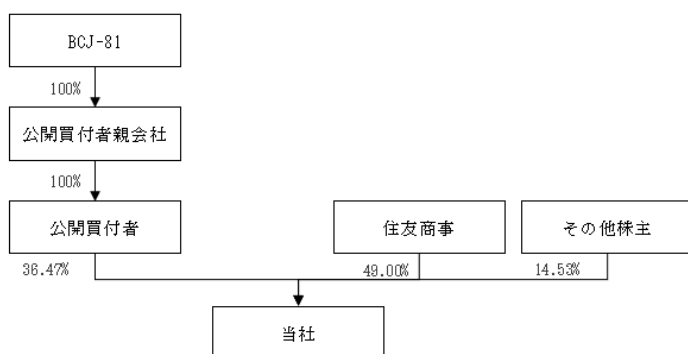 BCJ-81
100%
公開買付者親会社
100%
公開買付者
住友商事
その他株主
36.47%
49.00%
14.53%
当社